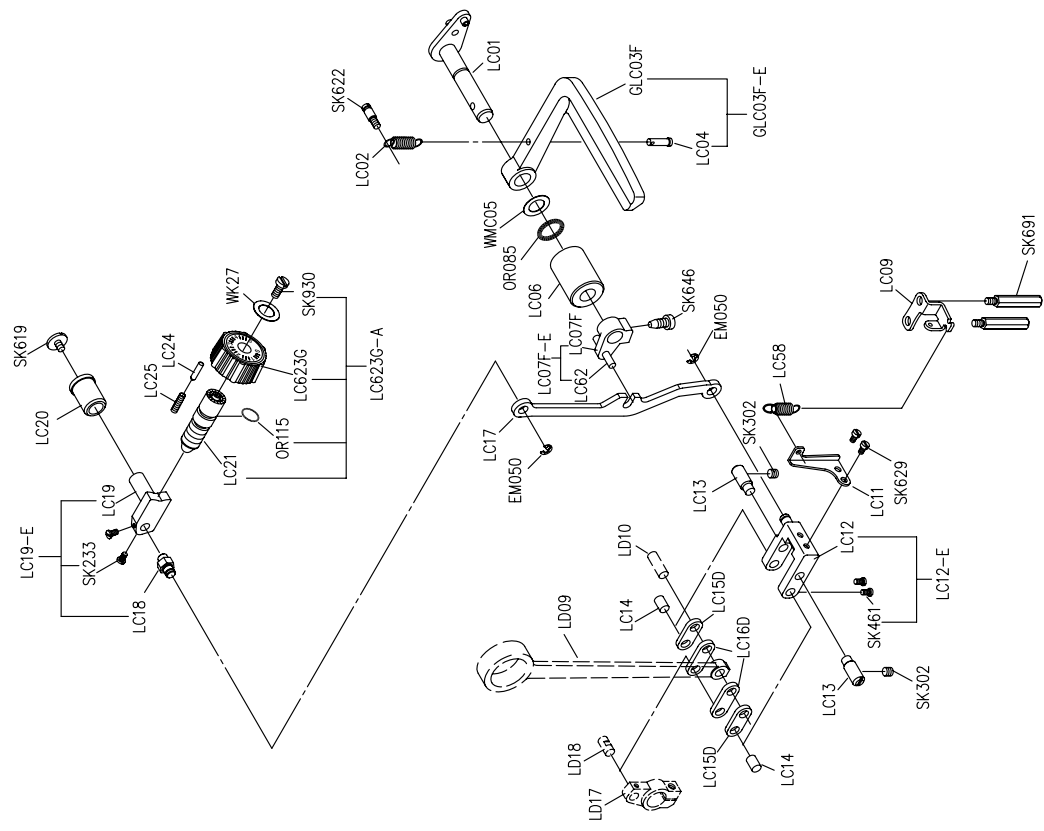 LC01
SK622
GLC03F
GLC03F-E
LC02
LC04
WMC05
OR085
LC06
SK691
LC09
WK27
SK930
SK646
EM050
LC07F
LC07F-E
LC62
SK619
LC24
LC25
LC623G
LC623G-A
LC58
LC20
OR115
LC17
SK302
LC21
EM050
LC13
SK629
LC11
LC19
LC19-E
SK233
LC12
LC12-E
LD10
LC18
LC14
LC15D
LD09
LC16D
SK461
LC13
SK302
LD18
LC15D
LC14
LD17